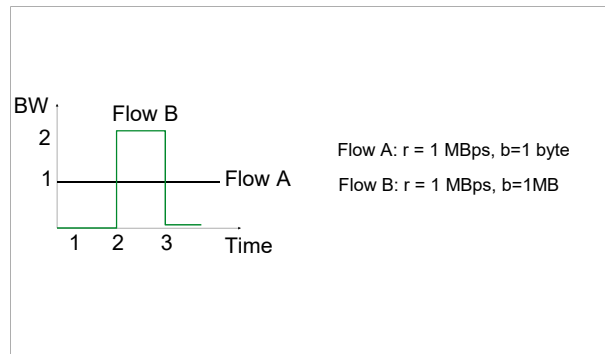 BW
Flow B
2
1
Flow A
1 2 3
Time
Flow A: r = 1 MBps, b=1 byte
Flow B: r = 1 MBps, b=1MB